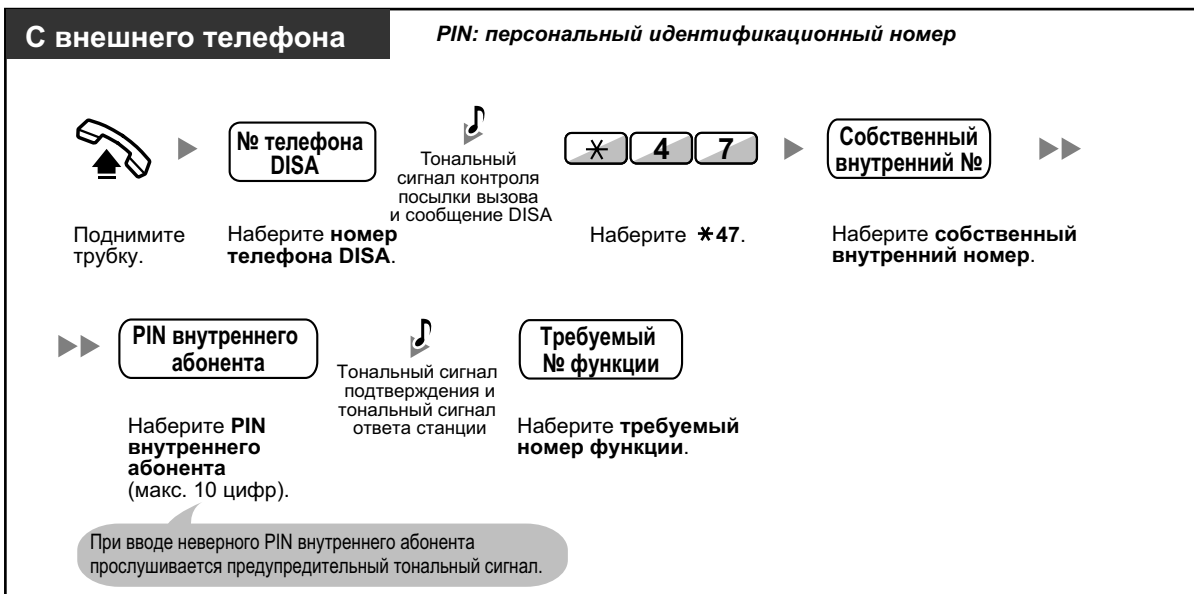 С внешнего телефона
PIN: персональный идентификационный номер
№ телефона
DISA
Тональный
сигнал контроля
посылки вызова
и сообщение DISA
* 4 7
Собственный
внутренний №
Поднимите
трубку.
Наберите номер
телефона DISA.
Наберите *47.
Наберите собственный
внутренний номер.
PIN внутреннего
абонента
Тональный сигнал
подтверждения и
тональный сигнал
ответа станции
Требуемый
№ функции
Наберите PIN
внутреннего
абонента
(макс. 10 цифр).
Наберите требуемый
номер функции.
При вводе неверного PIN внутреннего абонента
прослушивается предупредительный тональный сигнал.